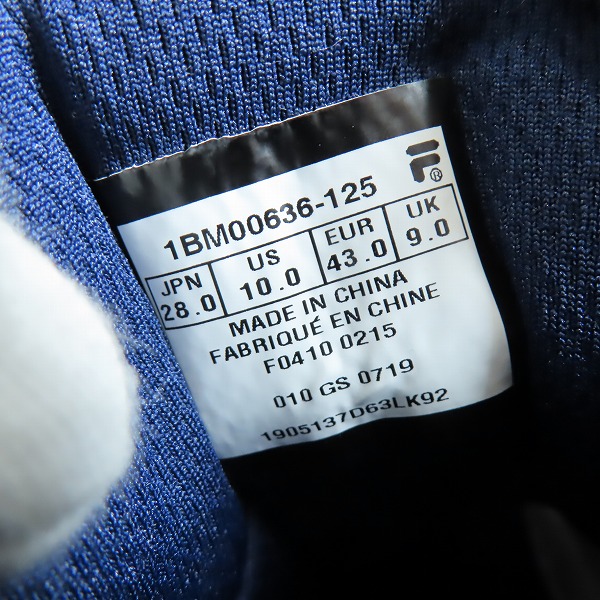 F®
1BM00636-125
JPN US EUR UK
28.0 10.0 43.0 9.0
MADE IN CHINA
FABRIQUÉ EN CHINE
F0410 0215
010 GS 0719
1905137D63LK92